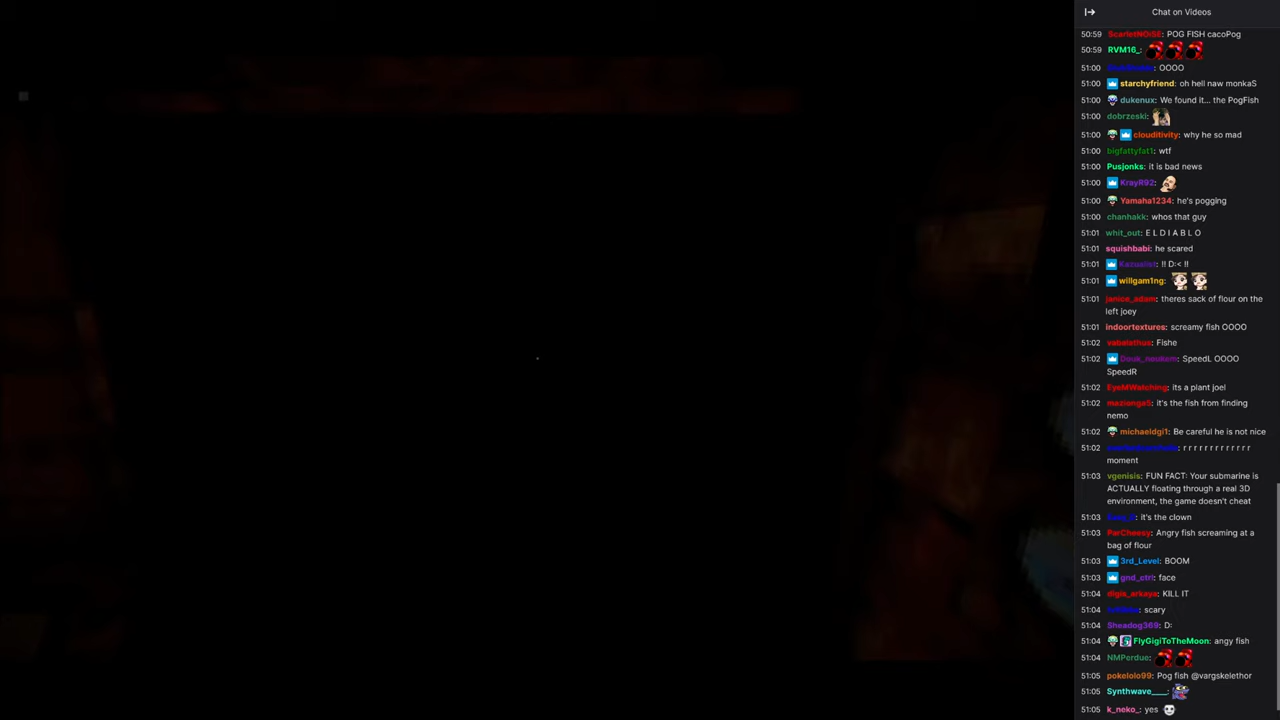 Chat on Videos
50:59 ScarletNOiSE: POG FISH cacoPog
50:59 RVM16_:
51:00 : OOOO
51:00 starchyfriend: oh hell naw monkaS
51:00 dukenux: We found it... the PogFish
51:00 dobrzeski:
51:00 clouditivity: why he so mad
51:00 bigfattyfat1: wtf
51:00 Pusjonks: it is bad news
51:00 KrayR92:
51:00 Yamaha1234: he's pogging
51:00 chanhakk: whos that guy
51:01 whit_out: E L D I A B L O
51:01 squishbabi: he scared
51:01 : !! D:< !!
51:01 willgam1ng:
51:01 janice_adam: theres sack of flour on the
left joey
51:01 indoortextures: screamy fish OOOO
51:02 vabalathus: Fishe
51:02 : SpeedL OOOO
SpeedR
51:02 EyeMWatching: its a plant joel
51:02 mazionga5: it's the fish from finding
nemo
51:02 michaeldgi1: Be careful he is not nice
51:02 : r r r r r r r r r r r r r
moment
51:03 vgenisis: FUN FACT: Your submarine is
ACTUALLY floating through a real 3D
environment, the game doesn't cheat
51:03 : it's the clown
51:03 ParCheesy: Angry fish screaming at a
bag of flour
51:03 3rd_Level: BOOM
51:03 gnd_ctrl: face
51:04 digis_arkaya: KILL IT
51:04 : scary
51:04 Sheadog369: D:
51:04 FlyGigiToTheMoon: angy fish
51:04 NMPerdue:
51:05 pokelolo99: Pog fish @vargskelethor
51:05 Synthwave____:
51:05 k_neko_: yes